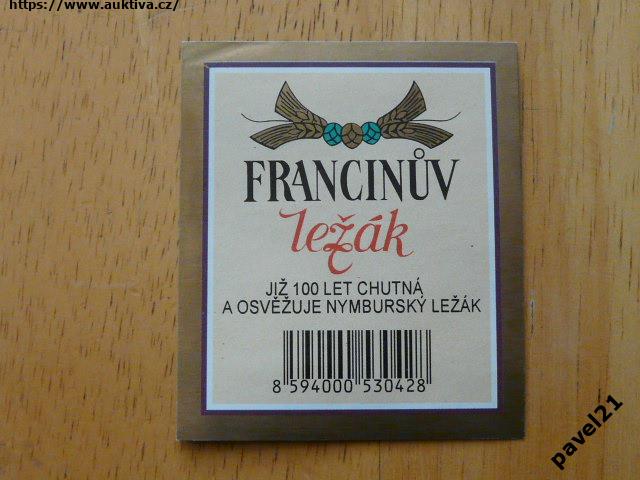 https://www.auktiva.cz/
FRANCINŮV
ležák
JIŽ 100 LET CHUTNÁ
A OSVĚŽUJE NYMBURSKÝ LEŽÁK
8 594000 530428
pavel21